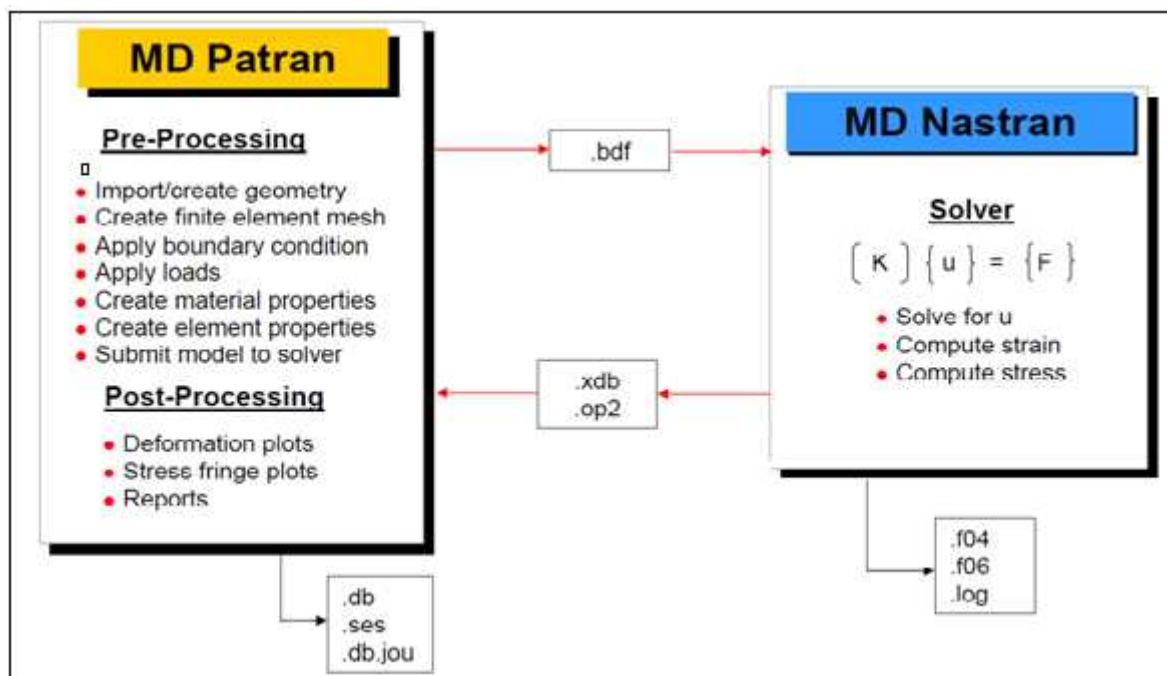 MD Patran
Pre-Processing
Import/create geometry
Create finite element mesh
Apply boundary condition
Apply loads
Create material properties
Create element properties
Submit model to solver
Post-Processing
Deformation plots
Stress fringe plots
Reports
.db
.ses
.db.jou
.bdf
.xdb
.op2
MD Nastran
Solver
[ K ] { u } = { F }
Solve for u
Compute strain
Compute stress
.f04
.f06
.log